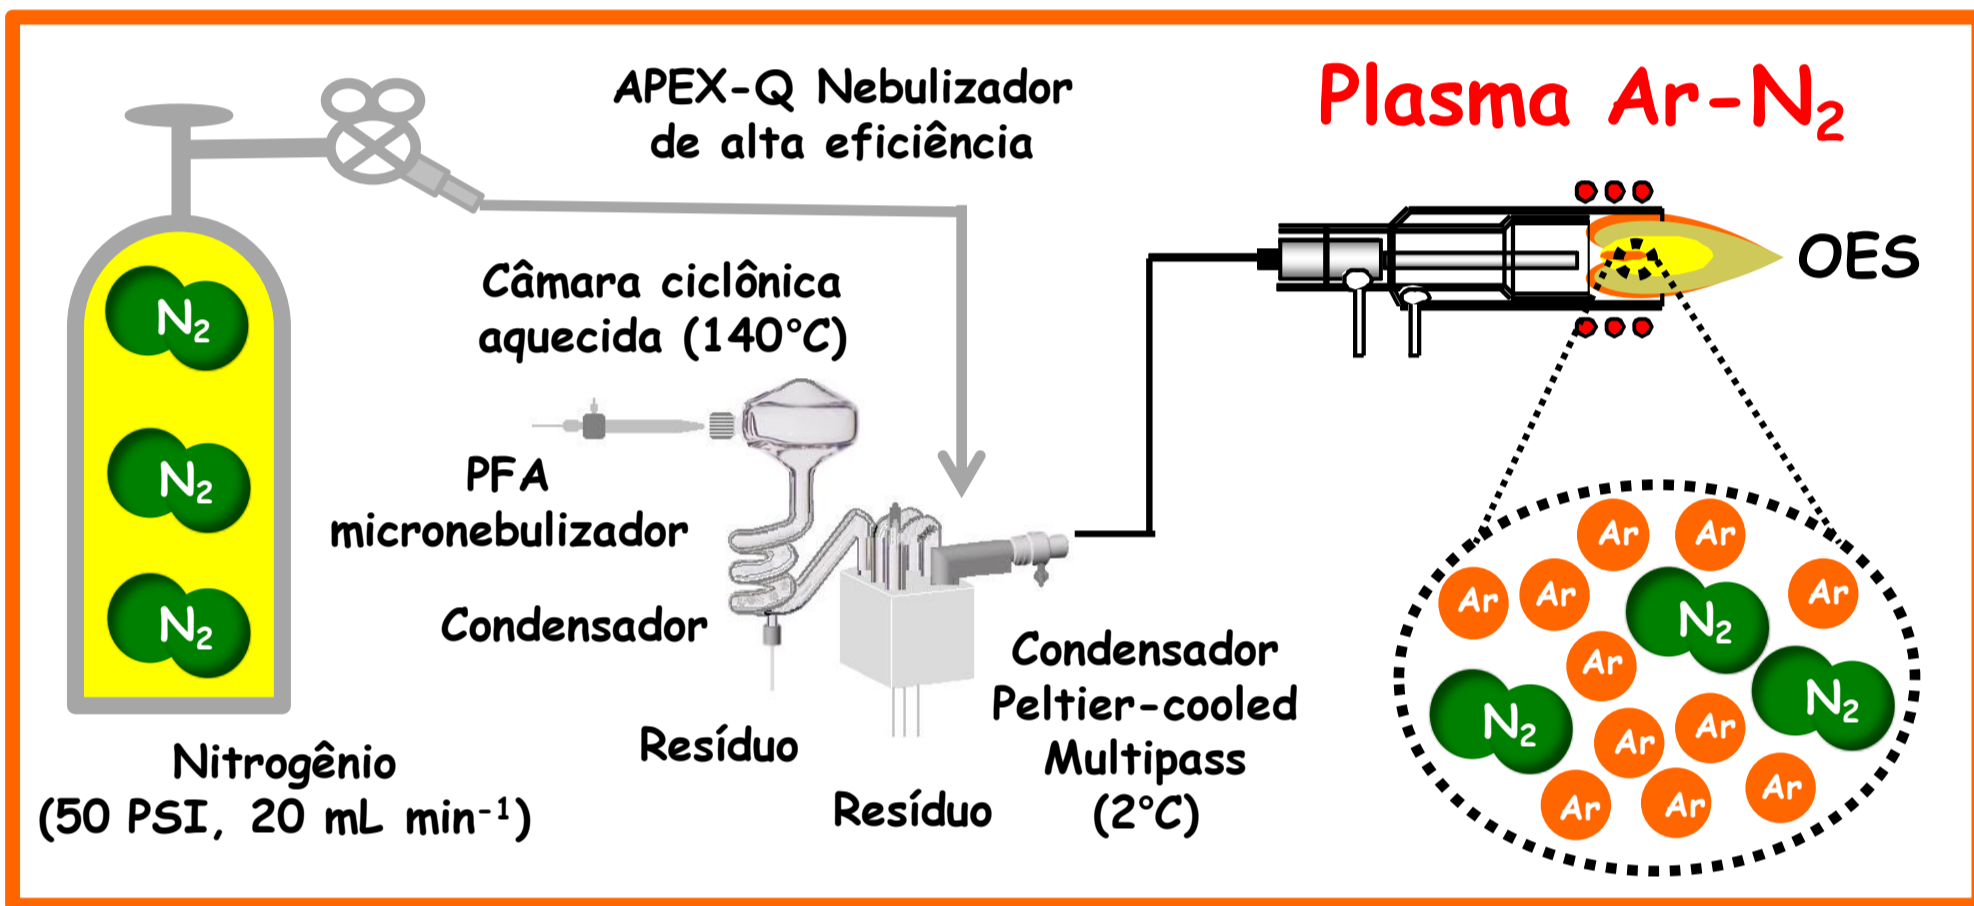 APEX-Q Nebulizador
de alta eficiência
Plasma Ar-N₂
OES
Câmara ciclônica
aquecida (140°C)
PFA
micronebulizador
Condensador
Resíduo
Resíduo
Condensador
Peltier-cooled
Multipass
(2°C)
N₂
N₂
N₂
Nitrogênio
(50 PSI, 20 mL min⁻¹)
Ar
Ar
Ar
Ar
Ar
N₂
Ar
N₂
N₂
Ar
Ar
Ar
Ar
Ar